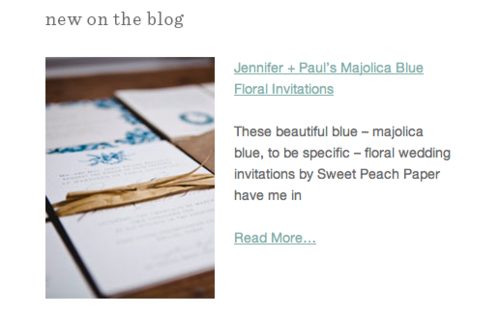 new on the blog
Jennifer + Paul's Majolica Blue
Floral Invitations
These beautiful blue – majolica
blue, to be specific – floral wedding
invitations by Sweet Peach Paper
have me in
Read More...